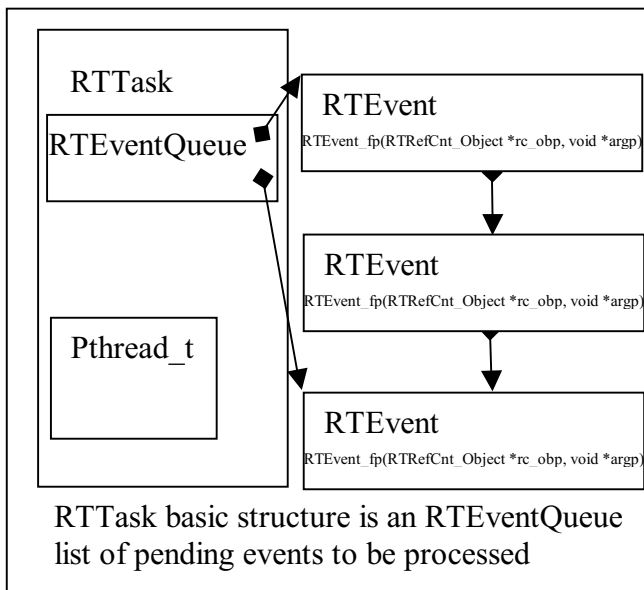 RTTask
RTEventQueue
Pthread_t
RTEvent
RTEvent_fp(RTRefCnt_Object *rc_obp, void *argp)
RTEvent
RTEvent_fp(RTRefCnt_Object *rc_obp, void *argp)
RTEvent
RTEvent_fp(RTRefCnt_Object *rc_obp, void *argp)
RTTask basic structure is an RTEventQueue
list of pending events to be processed